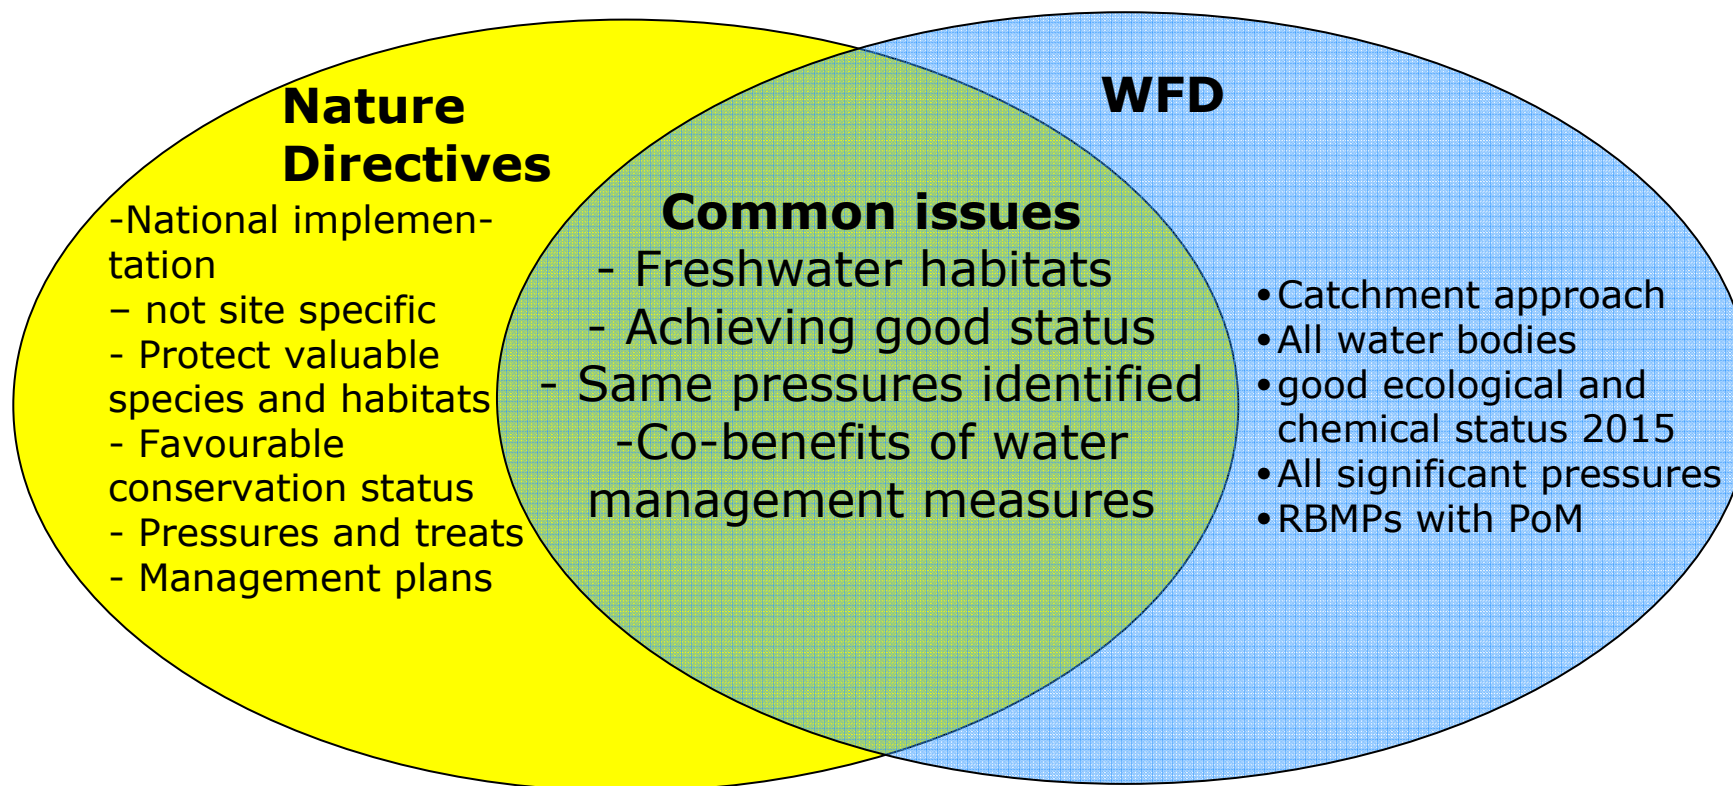 Nature
Directives
-National implemen-
tation
– not site specific
- Protect valuable
species and habitats
- Favourable
conservation status
- Pressures and treats
- Management plans
Common issues
- Freshwater habitats
- Achieving good status
- Same pressures identified
-Co-benefits of water
management measures
WFD
•Catchment approach
•All water bodies
•good ecological and
chemical status 2015
•All significant pressures
•RBMPs with PoM